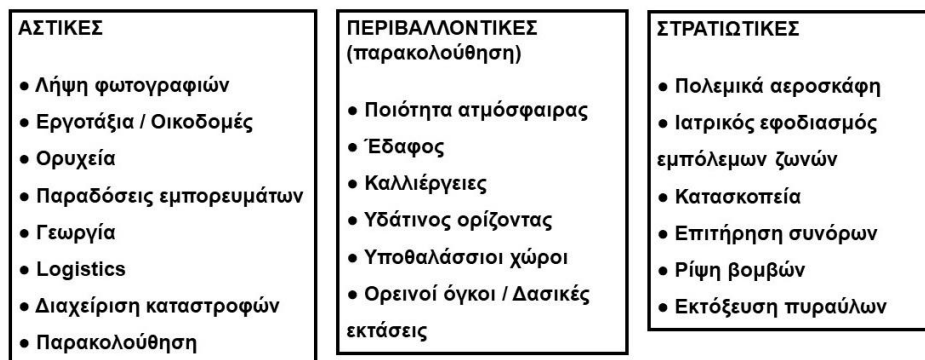 ΑΣΤΙΚΕΣ
● Λήψη φωτογραφιών
● Εργοτάξια / Οικοδομές
● Ορυχεία
● Παραδόσεις εμπορευμάτων
● Γεωργία
● Logistics
● Διαχείριση καταστροφών
● Παρακολούθηση
ΠΕΡΙΒΑΛΛΟΝΤΙΚΕΣ
(παρακολούθηση)
● Ποιότητα ατμόσφαιρας
● Έδαφος
● Καλλιέργειες
● Υδάτινος ορίζοντας
● Υποθαλάσσιοι χώροι
● Ορεινοί όγκοι / Δασικές
εκτάσεις
ΣΤΡΑΤΙΩΤΙΚΕΣ
● Πολεμικά αεροσκάφη
● Ιατρικός εφοδιασμός
εμπόλεμων ζωνών
● Κατασκοπεία
● Επιτήρηση συνόρων
● Ρίψη βομβών
● Εκτόξευση πυραύλων